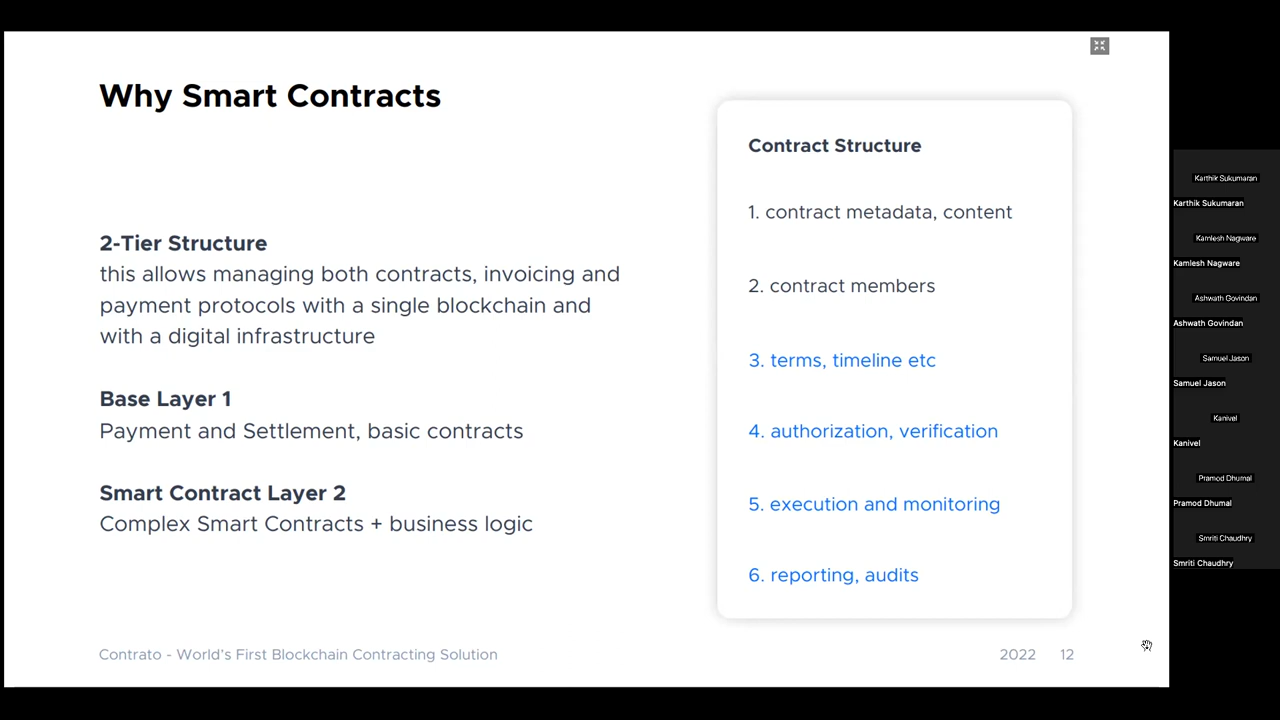 Why Smart Contracts
2-Tier Structure
this allows managing both contracts, invoicing and
payment protocols with a single blockchain and
with a digital infrastructure
Base Layer 1
Payment and Settlement, basic contracts
Smart Contract Layer 2
Complex Smart Contracts + business logic
Contract Structure
1. contract metadata, content
2. contract members
3. terms, timeline etc
4. authorization, verification
5. execution and monitoring
6. reporting, audits
Contrato - World's First Blockchain Contracting Solution
2022 12
Karthik Sukumaran
Karthik Sukumaran
Kamlesh Nagware
Kamlesh Nagware
Ashwath Govindan
Ashwath Govindan
Samuel Jason
Samuel Jason
Kanivel
Kanivel
Pramod Dhumal
Pramod Dhumal
Smriti Chaudhry
Smriti Chaudhry